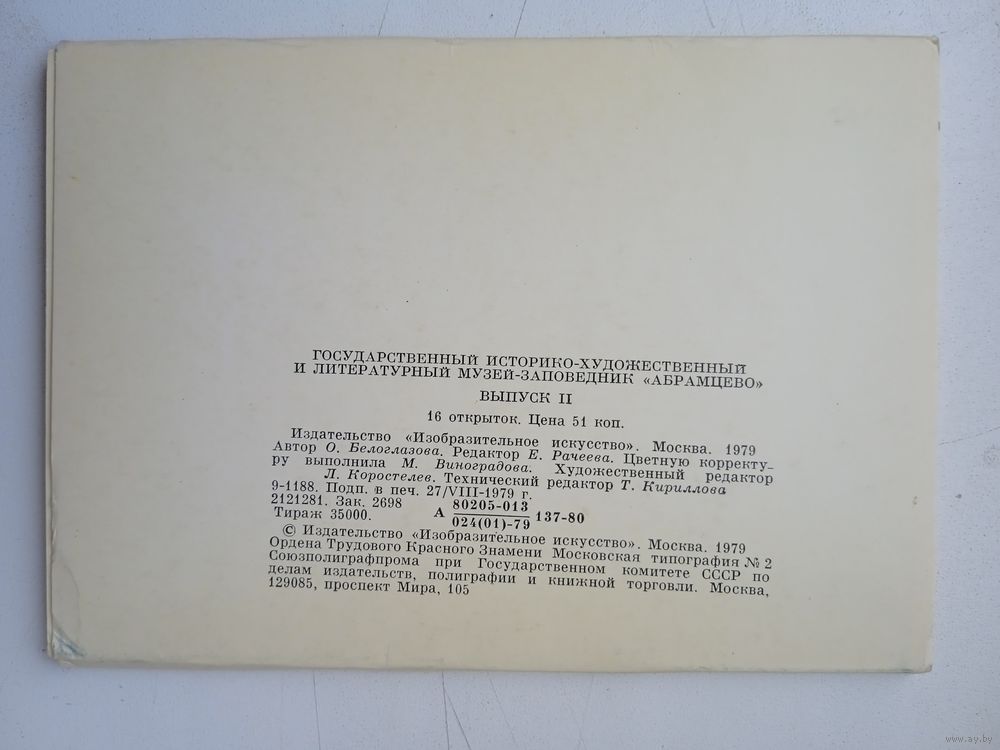 ГОСУДАРСТВЕННЫЙ ИСТОРИКО-ХУДОЖЕСТВЕННЫЙ
И ЛИТЕРАТУРНЫЙ МУЗЕЙ-ЗАПОВЕДНИК «АБРАМЦЕВО»
ВЫПУСК II
16 открыток. Цена 51 коп.
Издательство «Изобразительное искусство». Москва. 1979
Автор О. Белоглазова. Редактор Е. Рачеева. Цветную корректу-
ру выполнила М. Виноградова. Художественный редактор
Л. Коростелев. Технический редактор Т. Кириллова
9-1188. Подп. в печ. 27/VIII-1979 г.
2121281. Зак. 2698
Тираж 35000.
А 80205-013
024(01)-79 137-80
© Издательство «Изобразительное искусство». Москва. 1979
Ордена Трудового Красного Знамени Московская типография № 2
Союзполиграфпрома при Государственном комитете СССР по
делам издательств, полиграфии и книжной торговли. Москва,
129085, проспект Мира, 105
www.ay.by